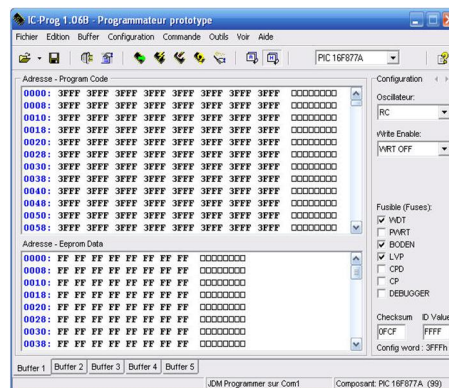 IC-Prog 1.06B - Programmateur prototype
Fichier Edition Buffer Configuration Commande Outils Voir Aide
PIC 16F877A
Adresse - Program Code
0000: 3FFF 3FFF 3FFF 3FFF 3FFF 3FFF 3FFF 3FFF
0008: 3FFF 3FFF 3FFF 3FFF 3FFF 3FFF 3FFF 3FFF
0010: 3FFF 3FFF 3FFF 3FFF 3FFF 3FFF 3FFF 3FFF
0018: 3FFF 3FFF 3FFF 3FFF 3FFF 3FFF 3FFF 3FFF
0020: 3FFF 3FFF 3FFF 3FFF 3FFF 3FFF 3FFF 3FFF
0028: 3FFF 3FFF 3FFF 3FFF 3FFF 3FFF 3FFF 3FFF
0030: 3FFF 3FFF 3FFF 3FFF 3FFF 3FFF 3FFF 3FFF
0038: 3FFF 3FFF 3FFF 3FFF 3FFF 3FFF 3FFF 3FFF
0040: 3FFF 3FFF 3FFF 3FFF 3FFF 3FFF 3FFF 3FFF
0048: 3FFF 3FFF 3FFF 3FFF 3FFF 3FFF 3FFF 3FFF
0050: 3FFF 3FFF 3FFF 3FFF 3FFF 3FFF 3FFF 3FFF
0058: 3FFF 3FFF 3FFF 3FFF 3FFF 3FFF 3FFF 3FFF
Adresse - Eeprom Data
0000: FF FF FF FF FF FF FF FF
0008: FF FF FF FF FF FF FF FF
0010: FF FF FF FF FF FF FF FF
0018: FF FF FF FF FF FF FF FF
0020: FF FF FF FF FF FF FF FF
0028: FF FF FF FF FF FF FF FF
0030: FF FF FF FF FF FF FF FF
0038: FF FF FF FF FF FF FF FF
Configuration
Oscillateur:
RC
Write Enable:
WRT OFF
Fusible (Fuses):
WDT
PWRT
BODEN
LVP
CPD
CP
DEBUGGER
Checksum ID Value
0FCF FFFF
Config word : 3FFFh
Buffer 1 Buffer 2 Buffer 3 Buffer 4 Buffer 5
JDM Programmer sur Com1 Composant: PIC 16F877A (99)